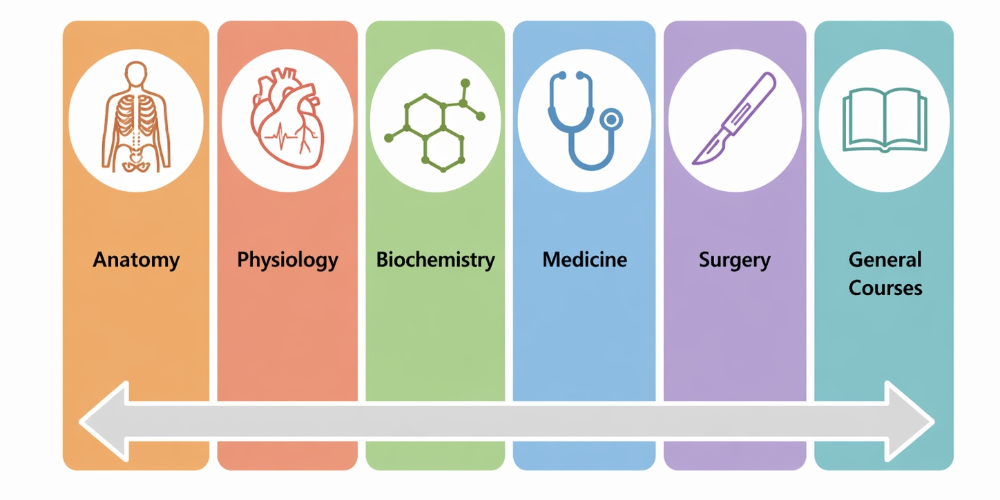 Anatomy
Physiology
Biochemistry
Medicine
Surgery
General
Courses